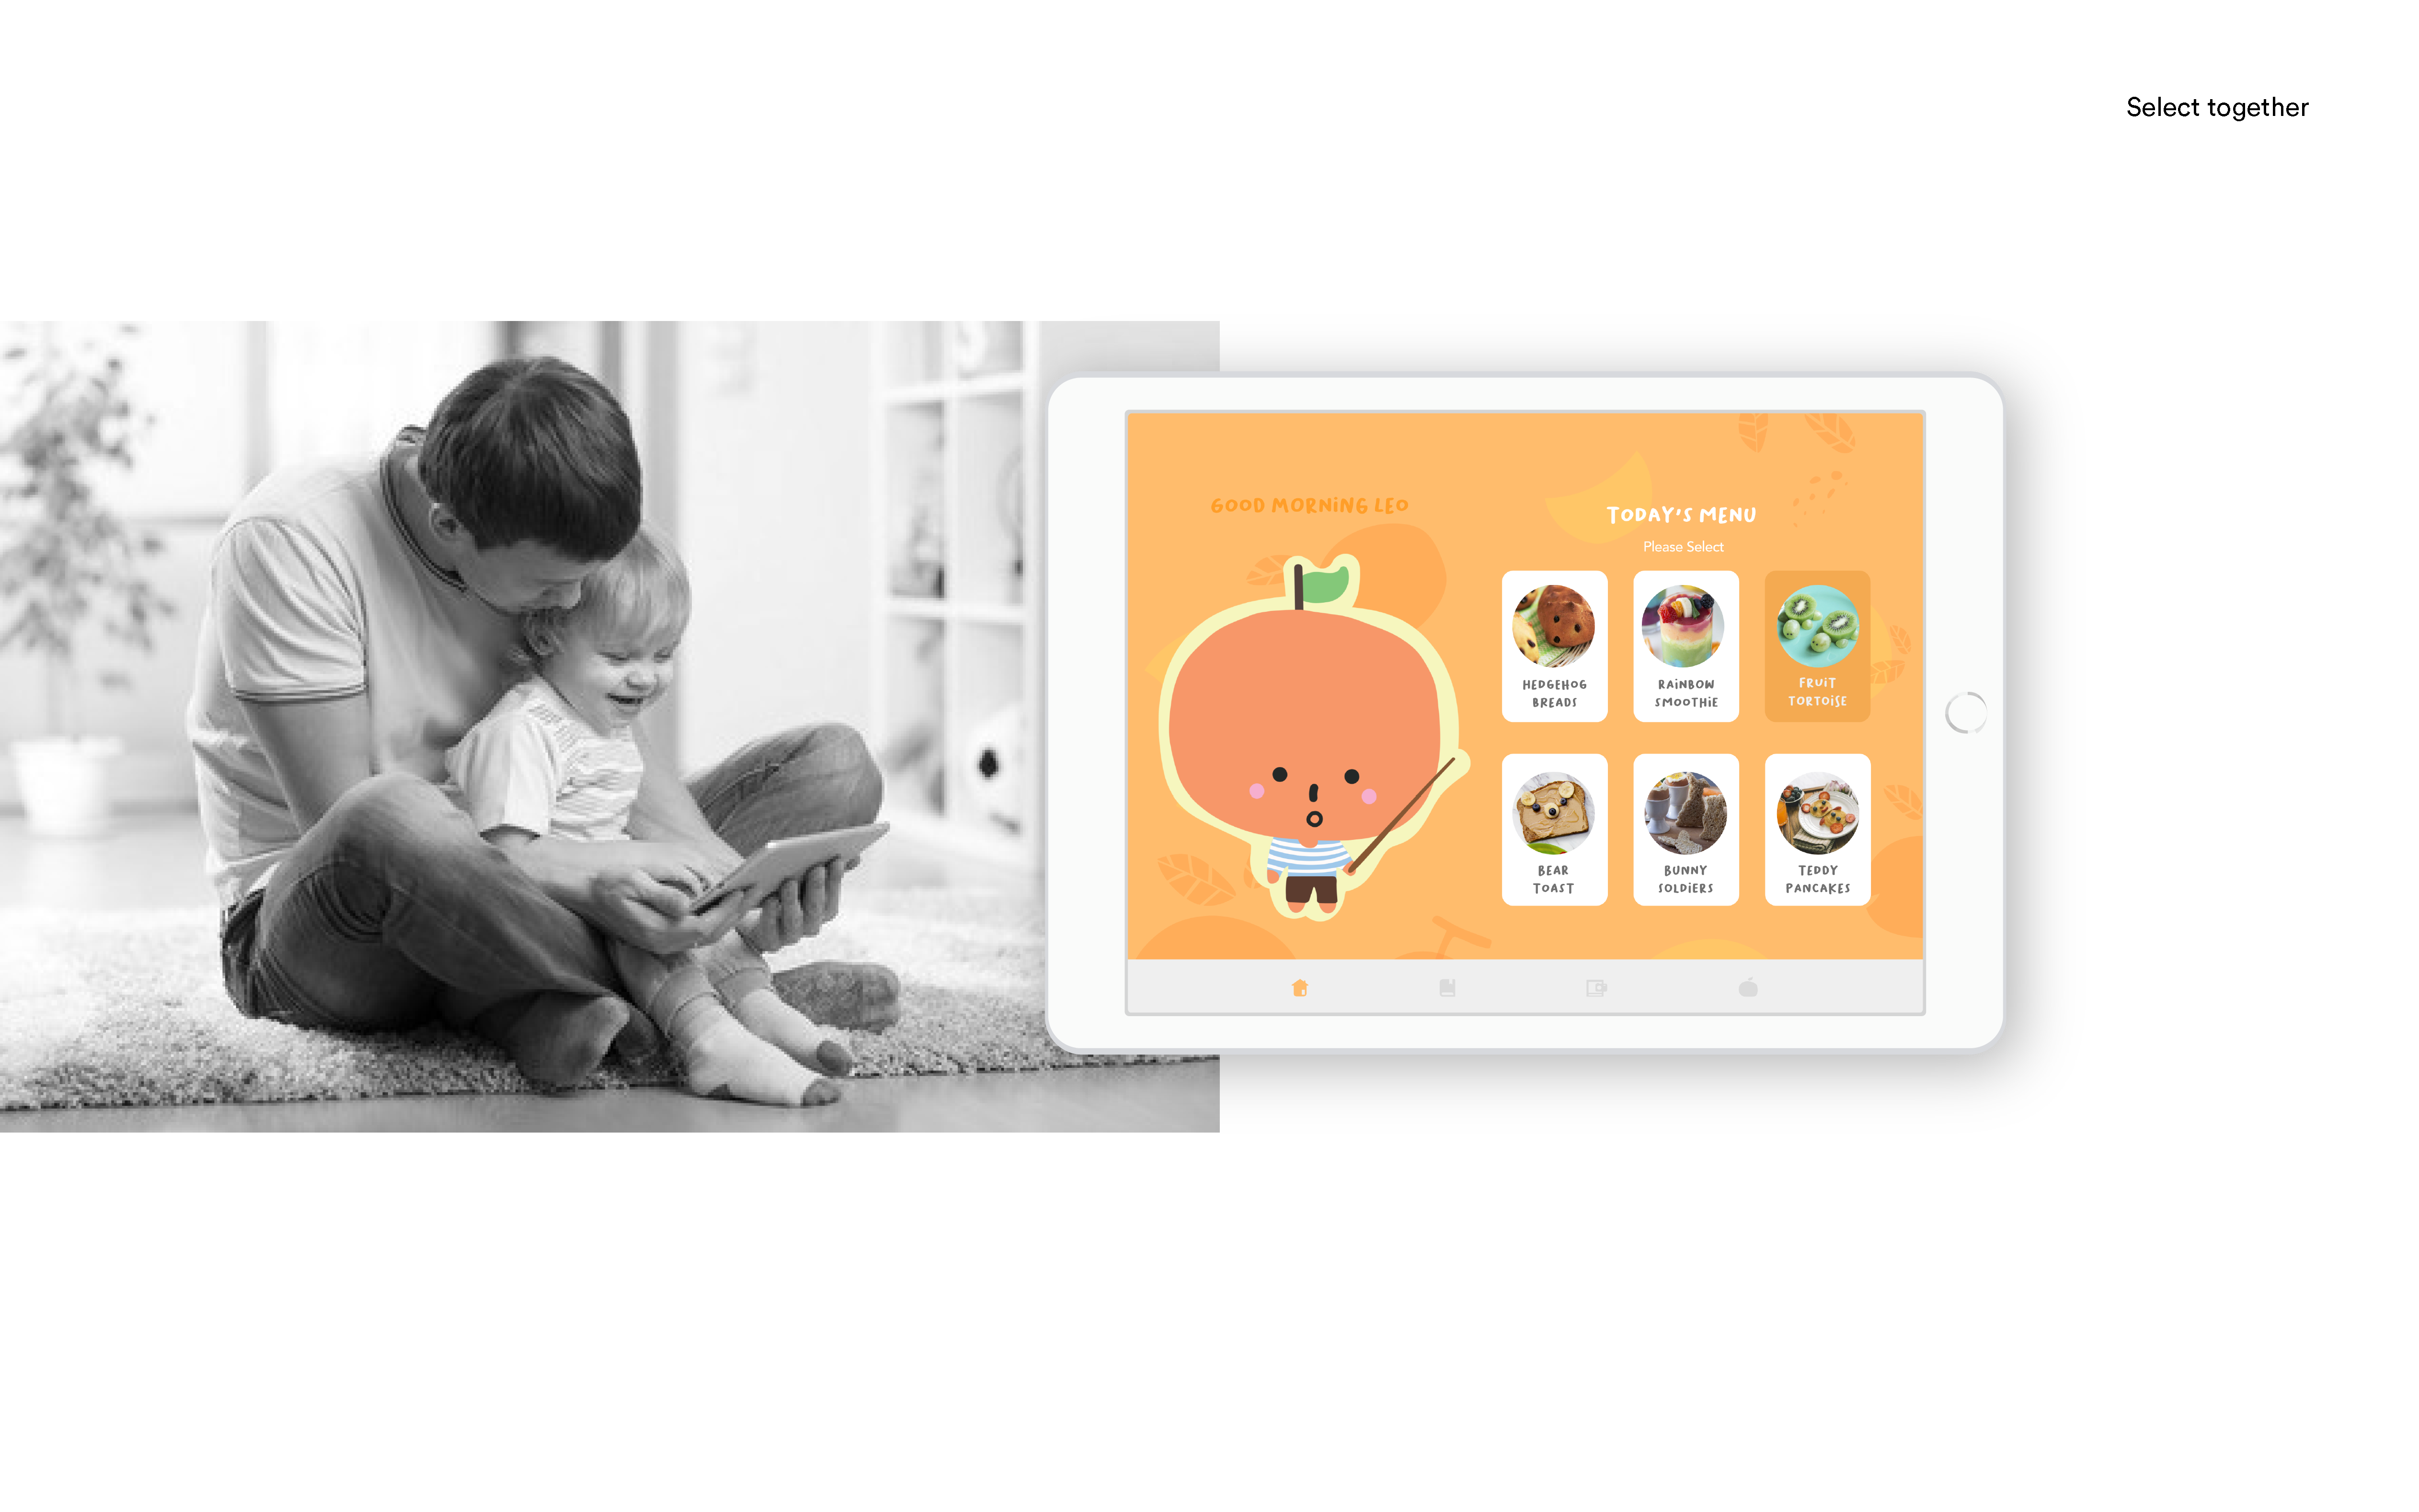 Select together
GOOD MORNiNG LEO
TODAY'S MENU
Please Select
HEDGEHOG
BREADS
RAiNBOW
SMOOTHiE
FRUiT
TORTOiSE
BEAR
TOAST
BUNNY
SOLDiERS
TEDDY
PANCAKES